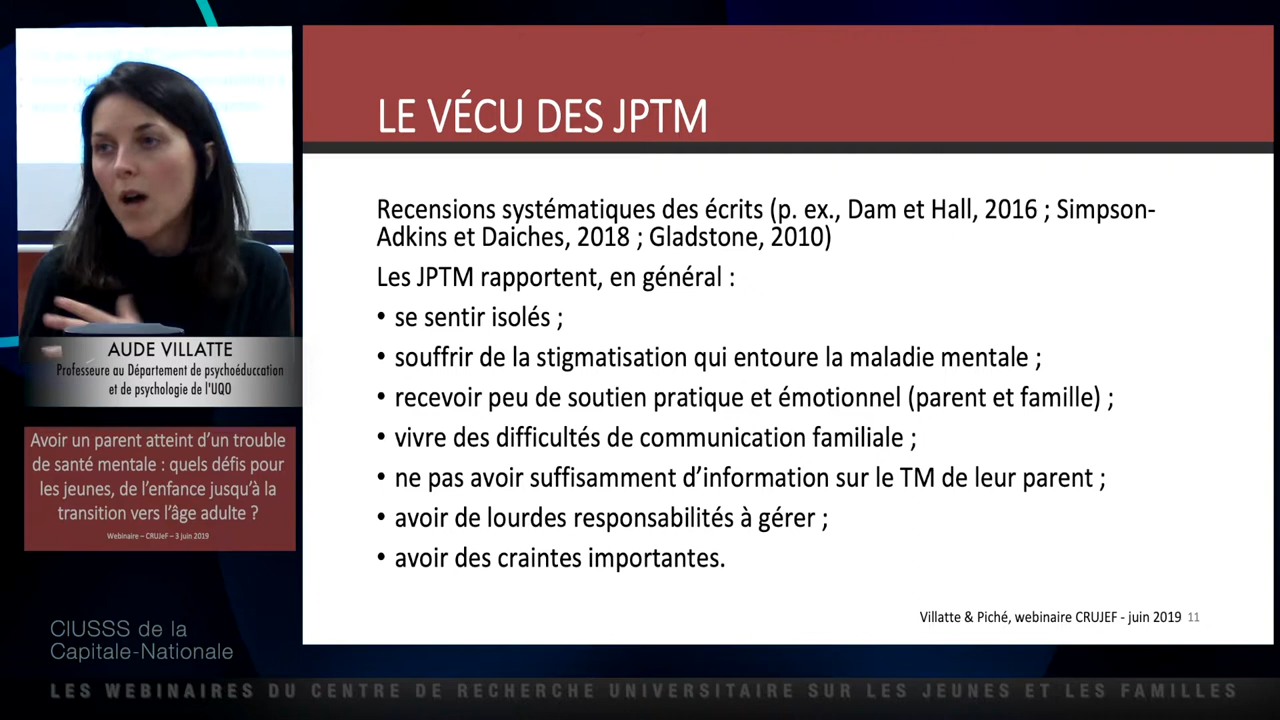 LE VÉCU DES JPTM
Recensions systématiques des écrits (p. ex., Dam et Hall, 2016 ; Simpson-
Adkins et Daiches, 2018 ; Gladstone, 2010)
Les JPTM rapportent, en général :
• se sentir isolés ;
• souffrir de la stigmatisation qui entoure la maladie mentale ;
• recevoir peu de soutien pratique et émotionnel (parent et famille) ;
• vivre des difficultés de communication familiale ;
• ne pas avoir suffisamment d’information sur le TM de leur parent ;
• avoir de lourdes responsabilités à gérer ;
• avoir des craintes importantes.
Villatte & Piché, webinaire CRUJEF - juin 2019 11
AUDE VILLATTE
Professeure au Département de psychoéduccation
et de psychologie de l'UQO
Avoir un parent atteint d’un trouble
de santé mentale : quels défis pour
les jeunes, de l’enfance jusqu’à la
transition vers l’âge adulte ?
Webinaire – CRUJeF – 3 juin 2019
CIUSSS de la
Capitale-Nationale
LES WEBINAIRES DU CENTRE DE RECHERCHE UNIVERSITAIRE SUR LES JEUNES ET LES FAMILLES